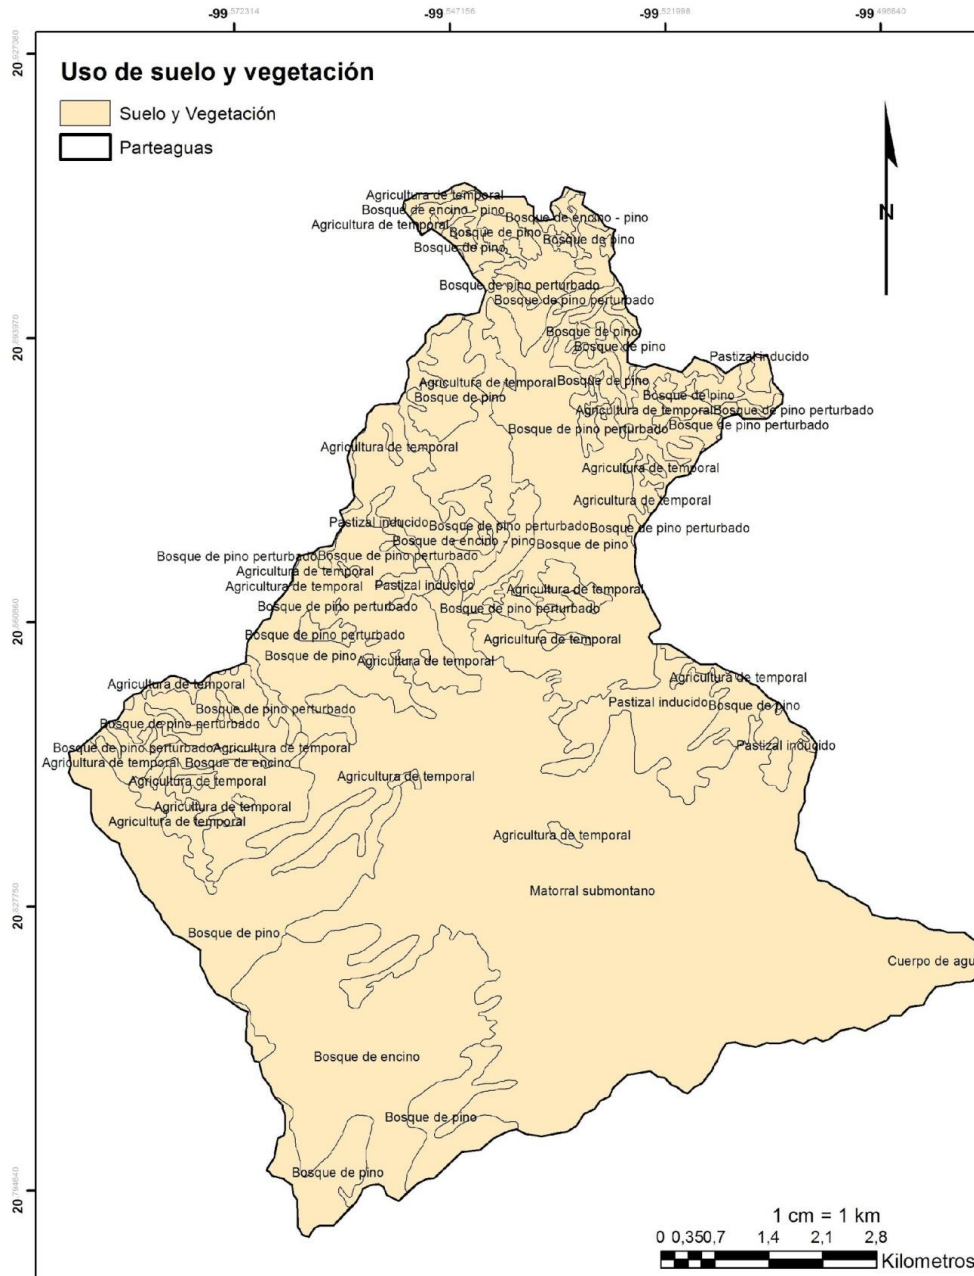 -99.572314 -99.547156 -99.521998 -99.496840
20.927080
Uso de suelo y vegetación
Suelo y Vegetación
Parteaguas
N
Agricultura de temporal
Bosque de encino - pino
Bosque de encino - pino
Agricultura de temporal
Bosque de pino
Bosque de pino
Bosque de pino
Bosque de pino perturbado
Bosque de pino perturbado
Bosque de pino
20.893970
Bosque de pino
Pastizal inducido
Agricultura de temporal
Bosque de pino
Bosque de pino
Bosque de pino
Agricultura de temporal
Bosque de pino perturbado
Bosque de pino perturbado
Bosque de pino perturbado
Agricultura de temporal
Agricultura de temporal
Agricultura de temporal
Pastizal inducido
Bosque de pino perturbado
Bosque de pino perturbado
Bosque de encino - pino
Bosque de pino
Bosque de pino perturbado
Bosque de pino perturbado
Agricultura de temporal
Agricultura de temporal
Pastizal inducido
Agricultura de temporal
Bosque de pino perturbado
Bosque de pino perturbado
20.860860
Bosque de pino perturbado
Agricultura de temporal
Bosque de pino
Agricultura de temporal
Agricultura de temporal
Agricultura de temporal
Pastizal inducido
Bosque de pino
Bosque de pino perturbado
Bosque de pino perturbado
Pastizal inducido
Bosque de pino perturbado
Agricultura de temporal
Agricultura de temporal
Bosque de encino
Agricultura de temporal
Agricultura de temporal
Agricultura de temporal
Agricultura de temporal
Agricultura de temporal
Matorral submontano
20.827750
Bosque de pino
Cuerpo de agu
Bosque de encino
Bosque de pino
Bosque de pino
20.794640
1 cm = 1 km
0 0,35 0,7 1,4 2,1 2,8
Kilometros